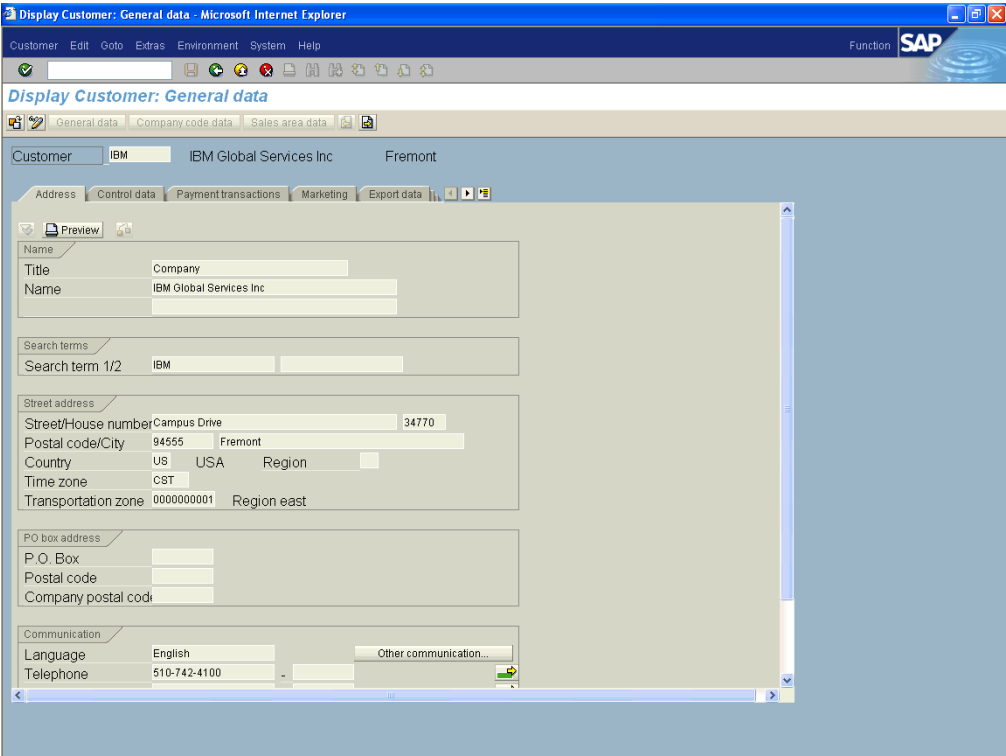 Display Customer: General data - Microsoft Internet Explorer
Customer Edit Goto Extras Environment System Help Function SAP
Display Customer: General data
General data Company code data Sales area data
Customer IBM IBM Global Services Inc Fremont
Address Control data Payment transactions Marketing Export data
Preview
Name
Title Company
Name IBM Global Services Inc
Search terms
Search term 1/2 IBM
Street address
Street/House number Campus Drive 34770
Postal code/City 94555 Fremont
Country US USA Region
Time zone CST
Transportation zone 0000000001 Region east
PO box address
P.O. Box
Postal code
Company postal code
Communication
Language English Other communication...
Telephone 510-742-4100 -